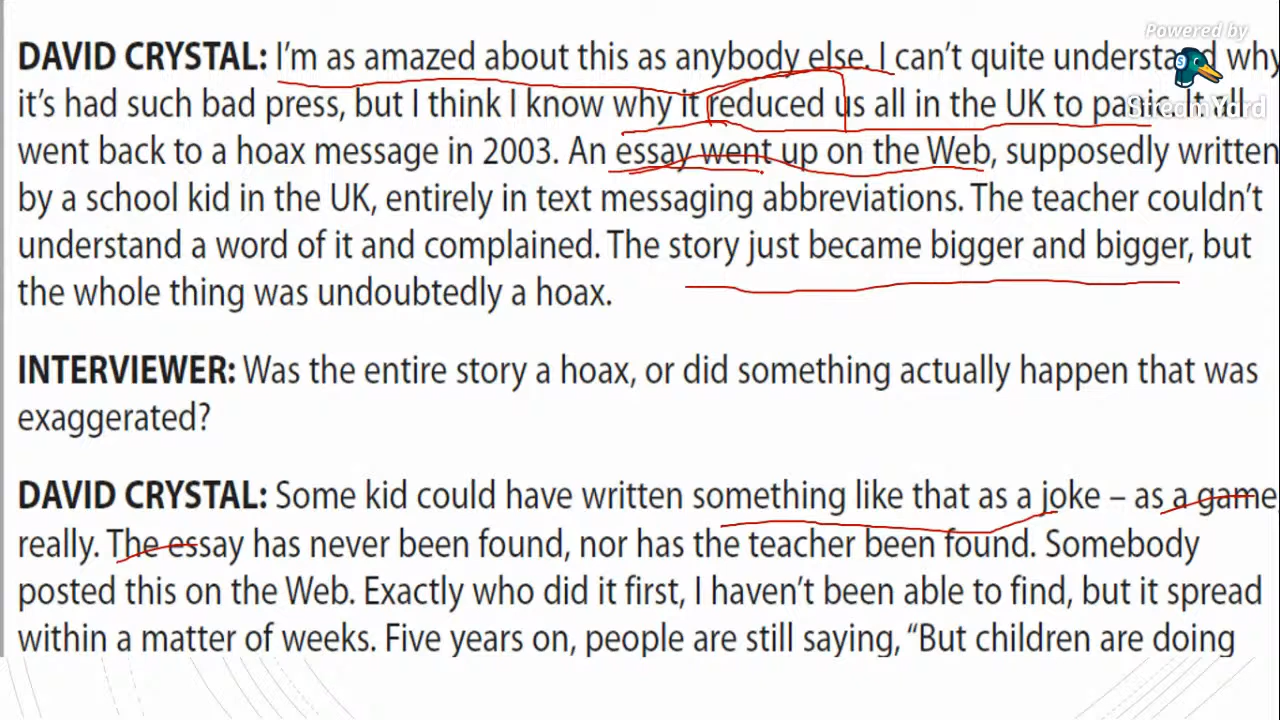 Powered by
StreamYard
DAVID CRYSTAL: I'm as amazed about this as anybody else. I can't quite understand why
it's had such bad press, but I think I know why it reduced us all in the UK to panic. It all
went back to a hoax message in 2003. An essay went up on the Web, supposedly written
by a school kid in the UK, entirely in text messaging abbreviations. The teacher couldn't
understand a word of it and complained. The story just became bigger and bigger, but
the whole thing was undoubtedly a hoax.
INTERVIEWER: Was the entire story a hoax, or did something actually happen that was
exaggerated?
DAVID CRYSTAL: Some kid could have written something like that as a joke – as a game
really. The essay has never been found, nor has the teacher been found. Somebody
posted this on the Web. Exactly who did it first, I haven't been able to find, but it spread
within a matter of weeks. Five years on, people are still saying, “But children are doing